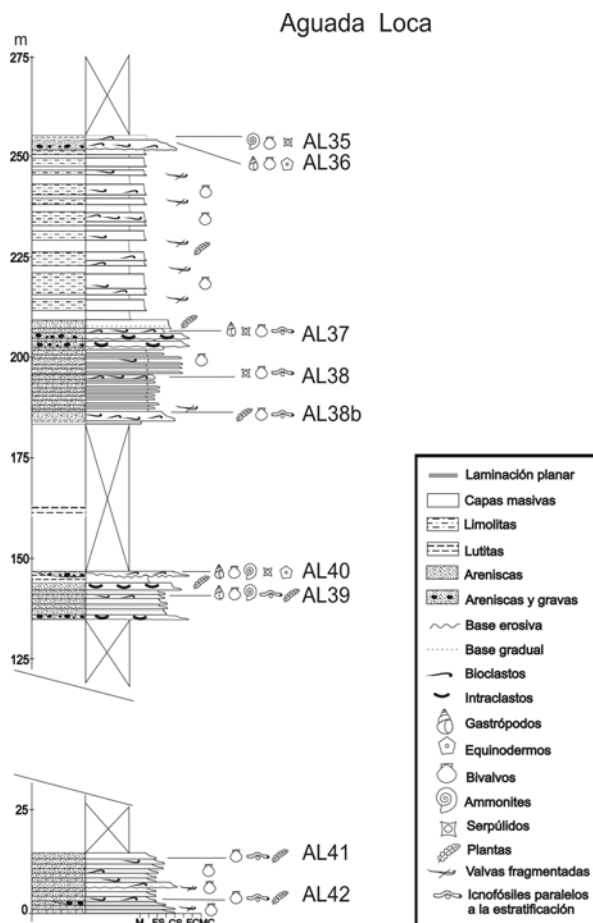 Aguada Loca
m
275
AL35
250
AL36
225
AL37
200
AL38
AL38b
175
150
AL40
AL39
125
25
AL41
AL42
0
M FS CS FCMC
Laminación planar
Capas masivas
Limolitas
Lutitas
Areniscas
Areniscas y gravas
Base erosiva
Base gradual
Bioclastos
Intraclastos
Gastrópodos
Equinodermos
Bivalvos
Ammonites
Serpúlidos
Plantas
Valvas fragmentadas
Icnofósiles paralelos
a la estratificación